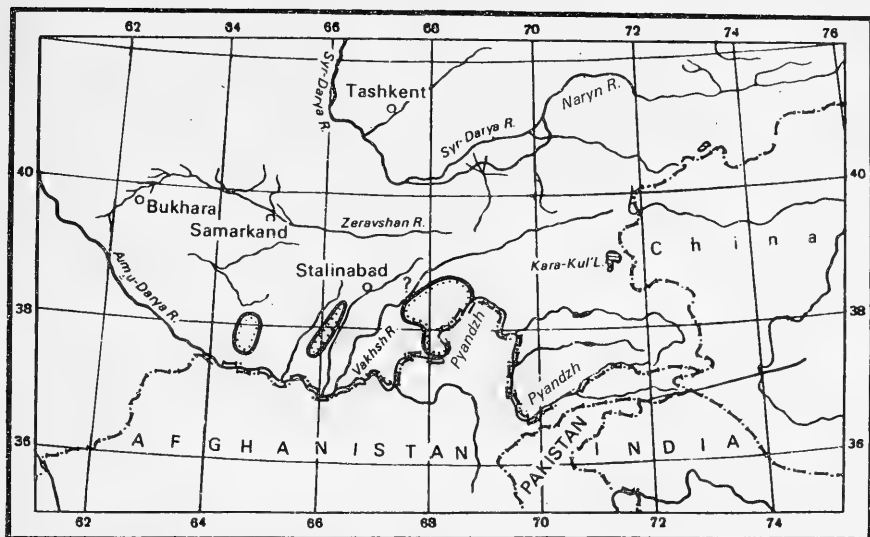 62 64 66 68 70 72 74 76
Syr-Darya R.
Tashkent
Naryn R.
Syr-Darya R.
40 40
Bukhara
Samarkand
Zeravshan R.
China
Stalinabad
Kara-Kul'L.
?
Amu-Darya R.
38 38
Vakhsh R.
Pyandzh
Pyandzh
36 36
AFGHANISTAN
PAKISTAN
INDIA
62 64 66 68 70 72 74